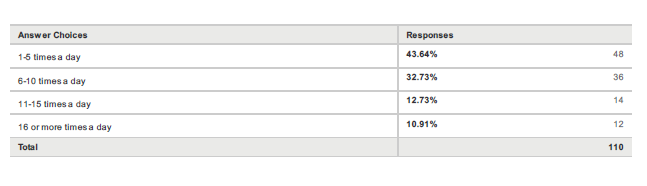 Answer Choices Responses
1-5 times a day 43.64% 48
6-10 times a day 32.73% 36
11-15 times a day 12.73% 14
16 or more times a day 10.91% 12
Total 110